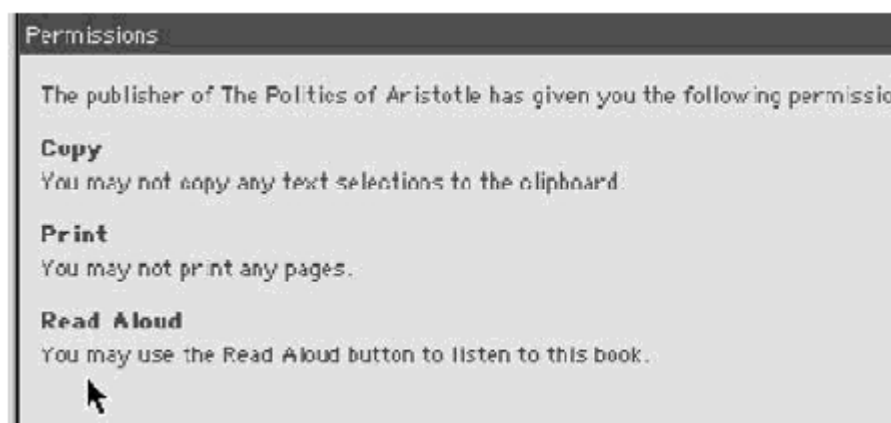 Permissions
The publisher of The Politics of Aristotle has given you the following permissio
Copy
You may not copy any text selections to the clipboard.
Print
You may not print any pages.
Read Aloud
You may use the Read Aloud button to listen to this book.